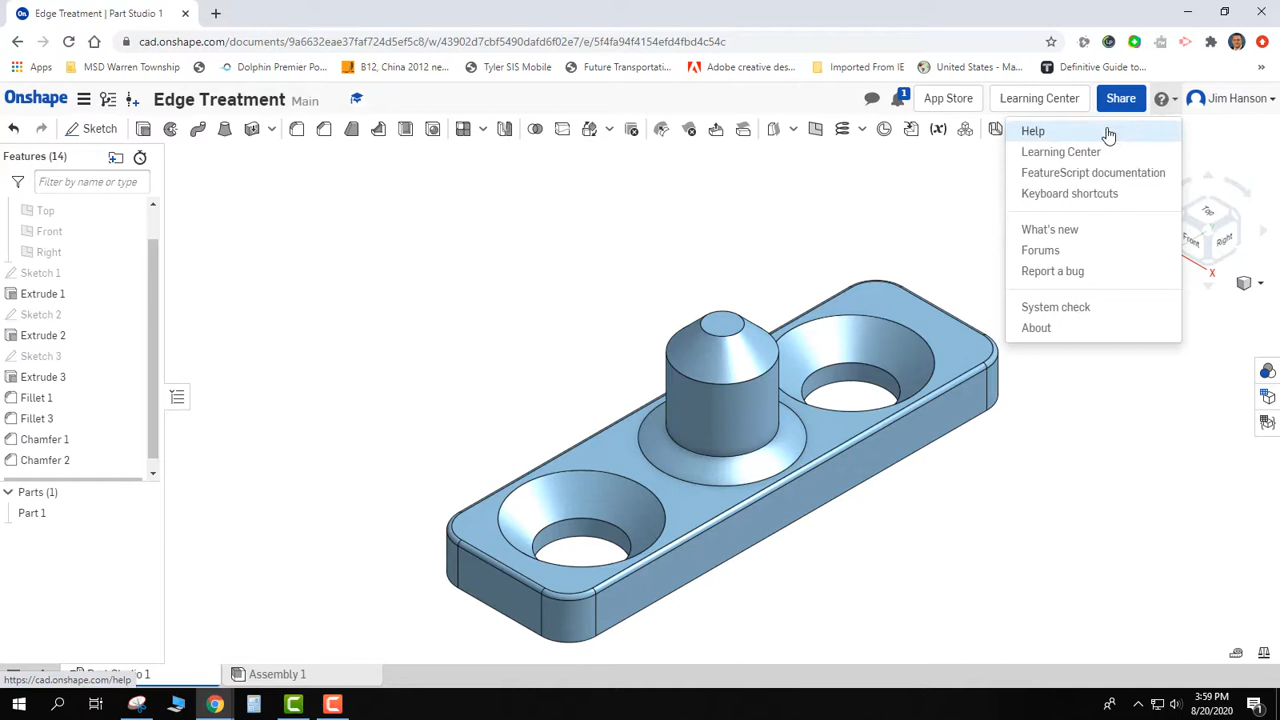 Edge Treatment | Part Studio 1
cad.onshape.com/documents/9a6632eae37faf724d5ef5c8/w/43902d7cbf5490dbf660d6f2/e/5f4fa94f4154efd4fbd4c54c
Apps
MSD Warren Township
Dolphin Premier Po...
B12, China 2012 ne...
Tyler SIS Mobile
Future Transportati...
Adobe creative des...
Imported From IE
United States - Ma...
Definitive Guide to...
Onshape
Edge Treatment Main
1
App Store
Learning Center
Share
Jim Hanson
Sketch
(x)
Features (14)
Filter by name or type
Top
Front
Right
Sketch 1
Extrude 1
Sketch 2
Extrude 2
Sketch 3
Extrude 3
Fillet 1
Fillet 3
Chamfer 1
Chamfer 2
Parts (1)
Part 1
Help
Learning Center
FeatureScript documentation
Keyboard shortcuts
What's new
Forums
Report a bug
System check
About
Top
Front
Right
X
Assembly 1
https://cad.onshape.com/help
3:59 PM
8/20/2020